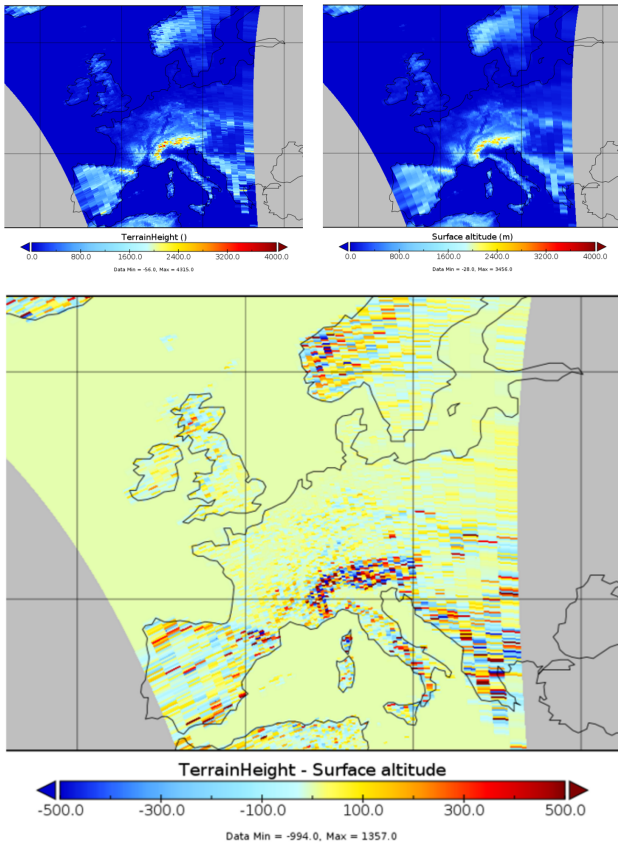 TerrainHeight ()
0.0 800.0 1600.0 2400.0 3200.0 4000.0
Data Min = -56.0, Max = 4315.0
Surface altitude (m)
0.0 800.0 1600.0 2400.0 3200.0 4000.0
Data Min = -28.0, Max = 3456.0
TerrainHeight - Surface altitude
-500.0 -300.0 -100.0 100.0 300.0 500.0
Data Min = -994.0, Max = 1357.0